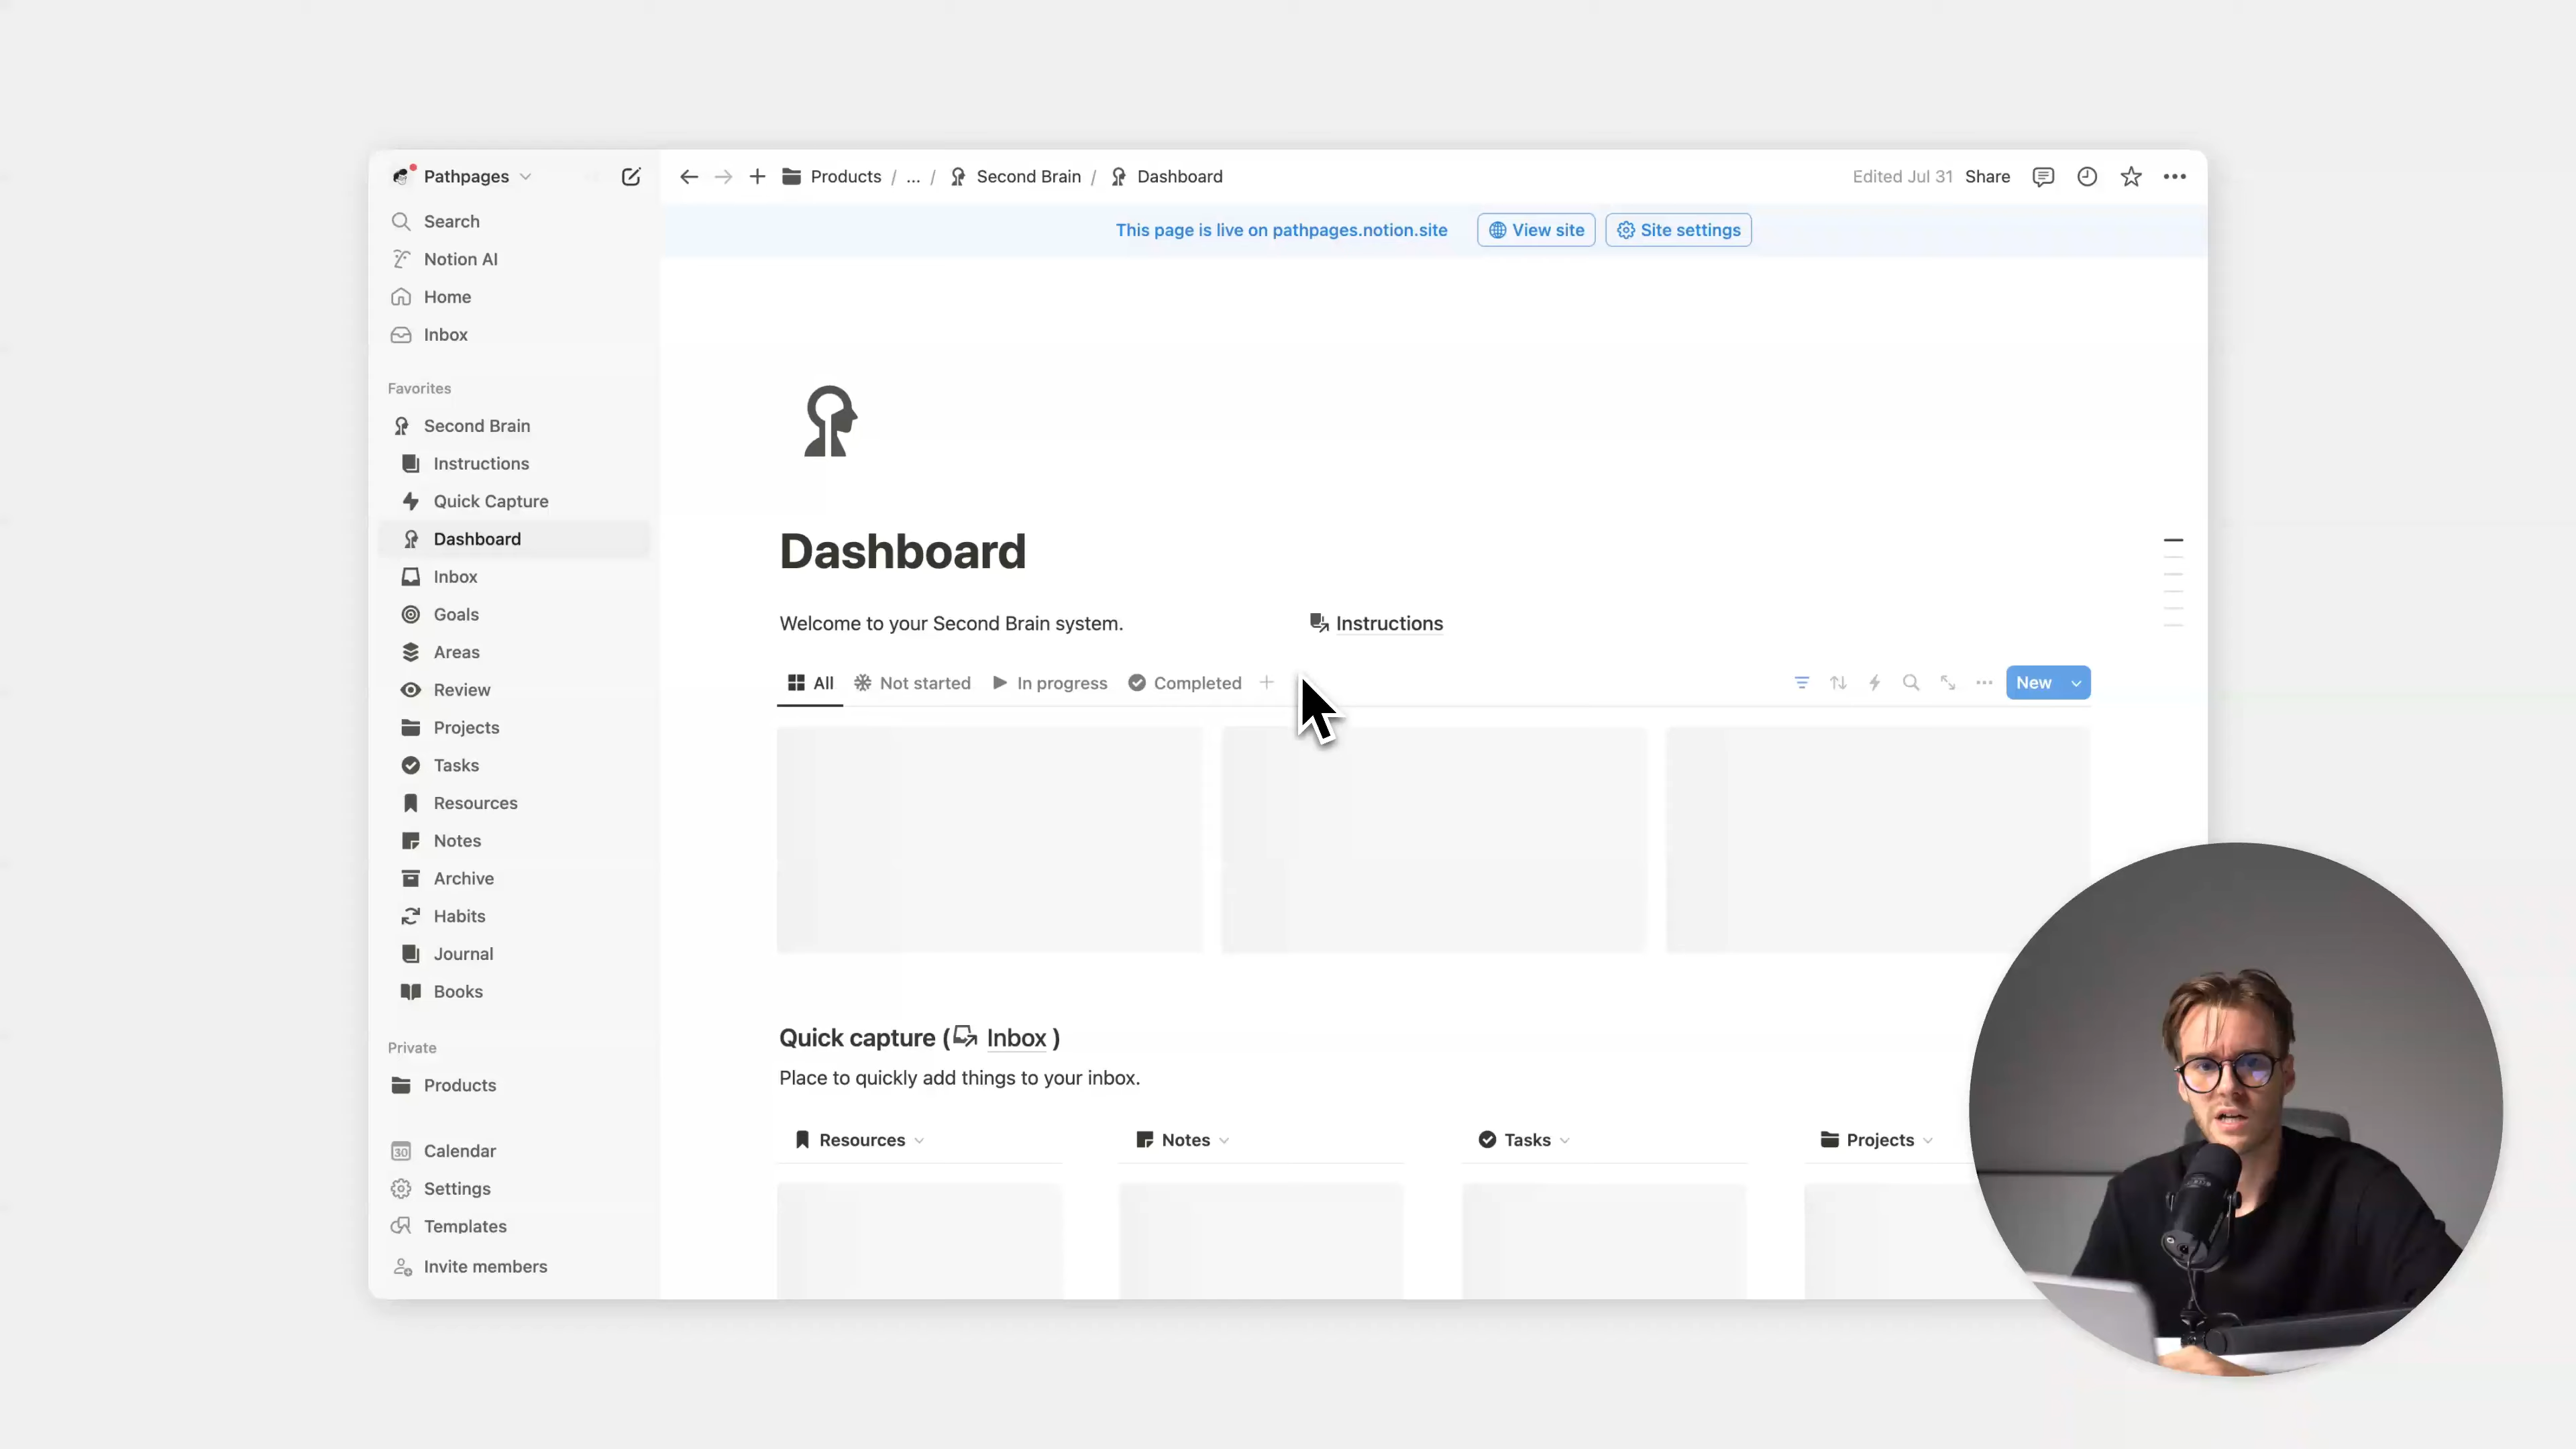 Pathpages
Search
Notion AI
Home
Inbox
Favorites
Second Brain
Instructions
Quick Capture
Dashboard
Inbox
Goals
Areas
Review
Projects
Tasks
Resources
Notes
Archive
Habits
Journal
Books
Private
Products
30 Calendar
Settings
Templates
Invite members
Products / ... / Second Brain / Dashboard
Edited Jul 31 Share
This page is live on pathpages.notion.site View site Site settings
Dashboard
Welcome to your Second Brain system. Instructions
All Not started In progress Completed New
Quick capture ( Inbox )
Place to quickly add things to your inbox.
Resources Notes Tasks Projects